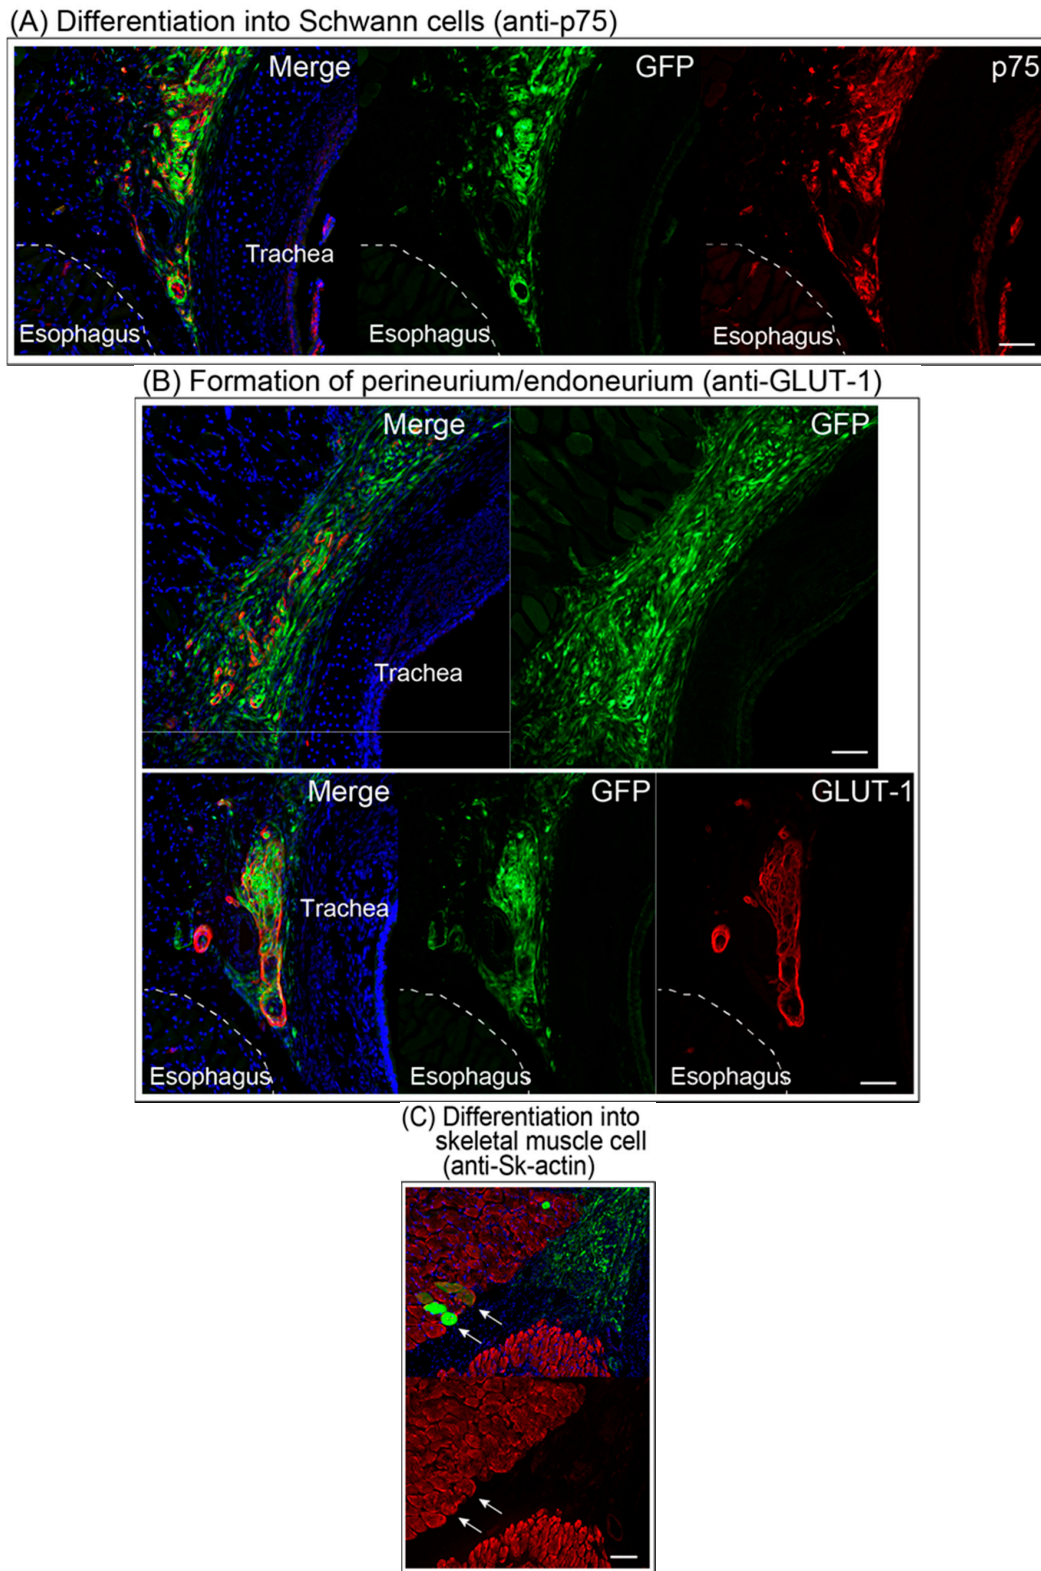 (A) Differentiation into Schwann cells (anti-p75)
Merge
GFP
p75
Trachea
Esophagus
Esophagus
Esophagus
(B) Formation of perineurium/endoneurium (anti-GLUT-1)
Merge
GFP
Trachea
Merge
GFP
GLUT-1
Trachea
Esophagus
Esophagus
Esophagus
(C) Differentiation into
skeletal muscle cell
(anti-Sk-actin)